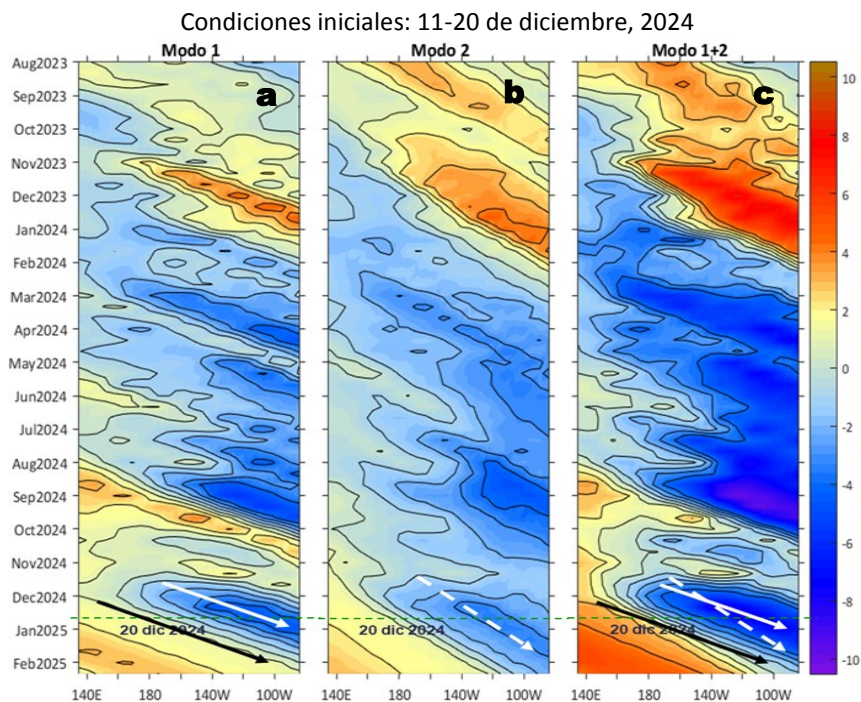 Condiciones iniciales: 11-20 de diciembre, 2024
Modo 1
Modo 2
Modo 1+2
a
b
c
Aug2023
Sep2023
Oct2023
Nov2023
Dec2023
Jan2024
Feb2024
Mar2024
Apr2024
May2024
Jun2024
Jul2024
Aug2024
Sep2024
Oct2024
Nov2024
Dec2024
Jan2025
Feb2025
20 dic 2024
20 dic 2024
20 dic 2024
140E 180 140W 100W
140E 180 140W 100W
140E 180 140W 100W
10
8
6
4
2
0
-2
-4
-6
-8
-10